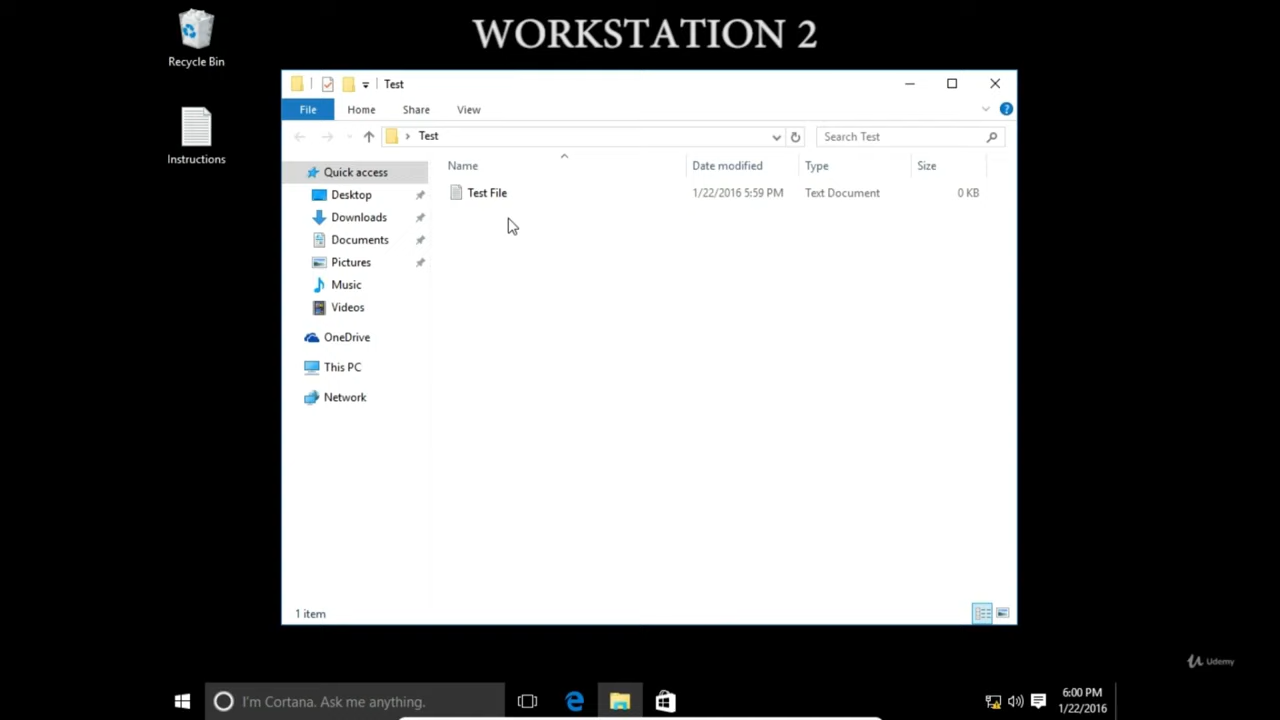 WORKSTATION 2
Recycle Bin
Instructions
Test
File Home Share View
Test
Search Test
Name Date modified Type Size
Quick access
Test File 1/22/2016 5:59 PM Text Document 0 KB
Desktop
Downloads
Documents
Pictures
Music
Videos
OneDrive
This PC
Network
1 item
Udemy
I'm Cortana. Ask me anything.
6:00 PM
1/22/2016